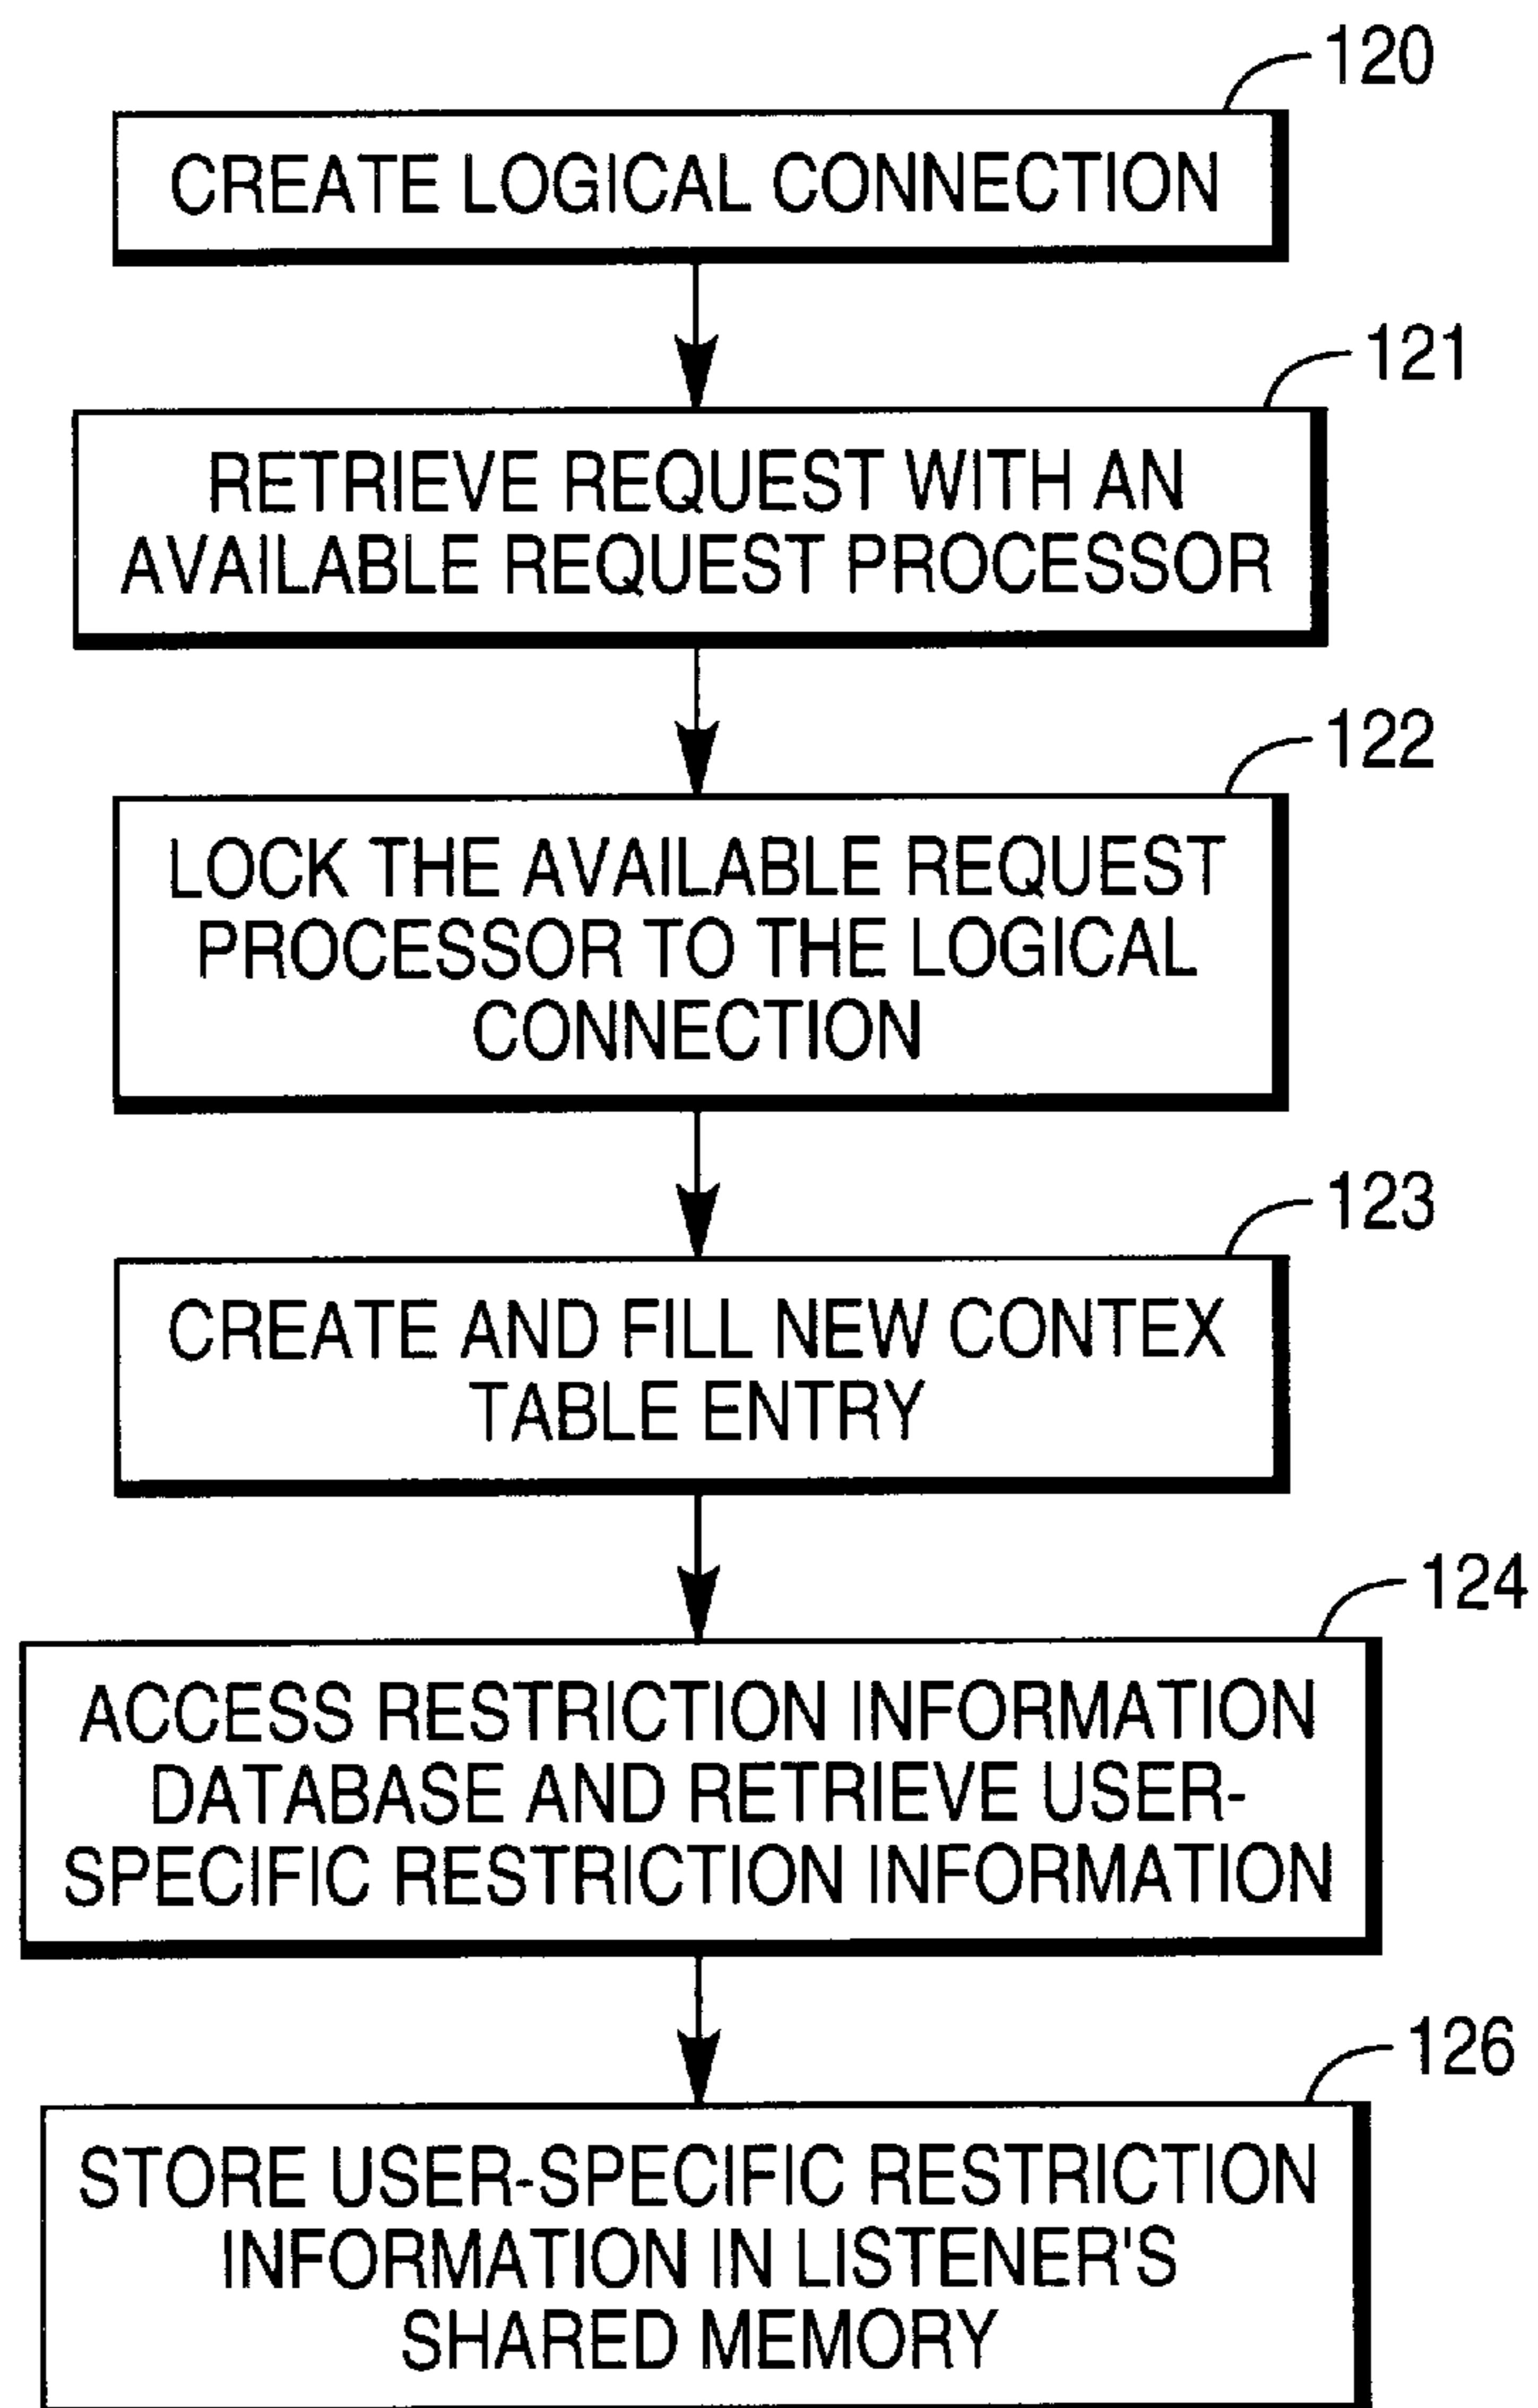 120
CREATE LOGICAL CONNECTION
121
RETRIEVE REQUEST WITH AN
AVAILABLE REQUEST PROCESSOR
122
LOCK THE AVAILABLE REQUEST
PROCESSOR TO THE LOGICAL
CONNECTION
123
CREATE AND FILL NEW CONTEX
TABLE ENTRY
124
ACCESS RESTRICTION INFORMATION
DATABASE AND RETRIEVE USER-
SPECIFIC RESTRICTION INFORMATION
126
STORE USER-SPECIFIC RESTRICTION
INFORMATION IN LISTENER'S
SHARED MEMORY